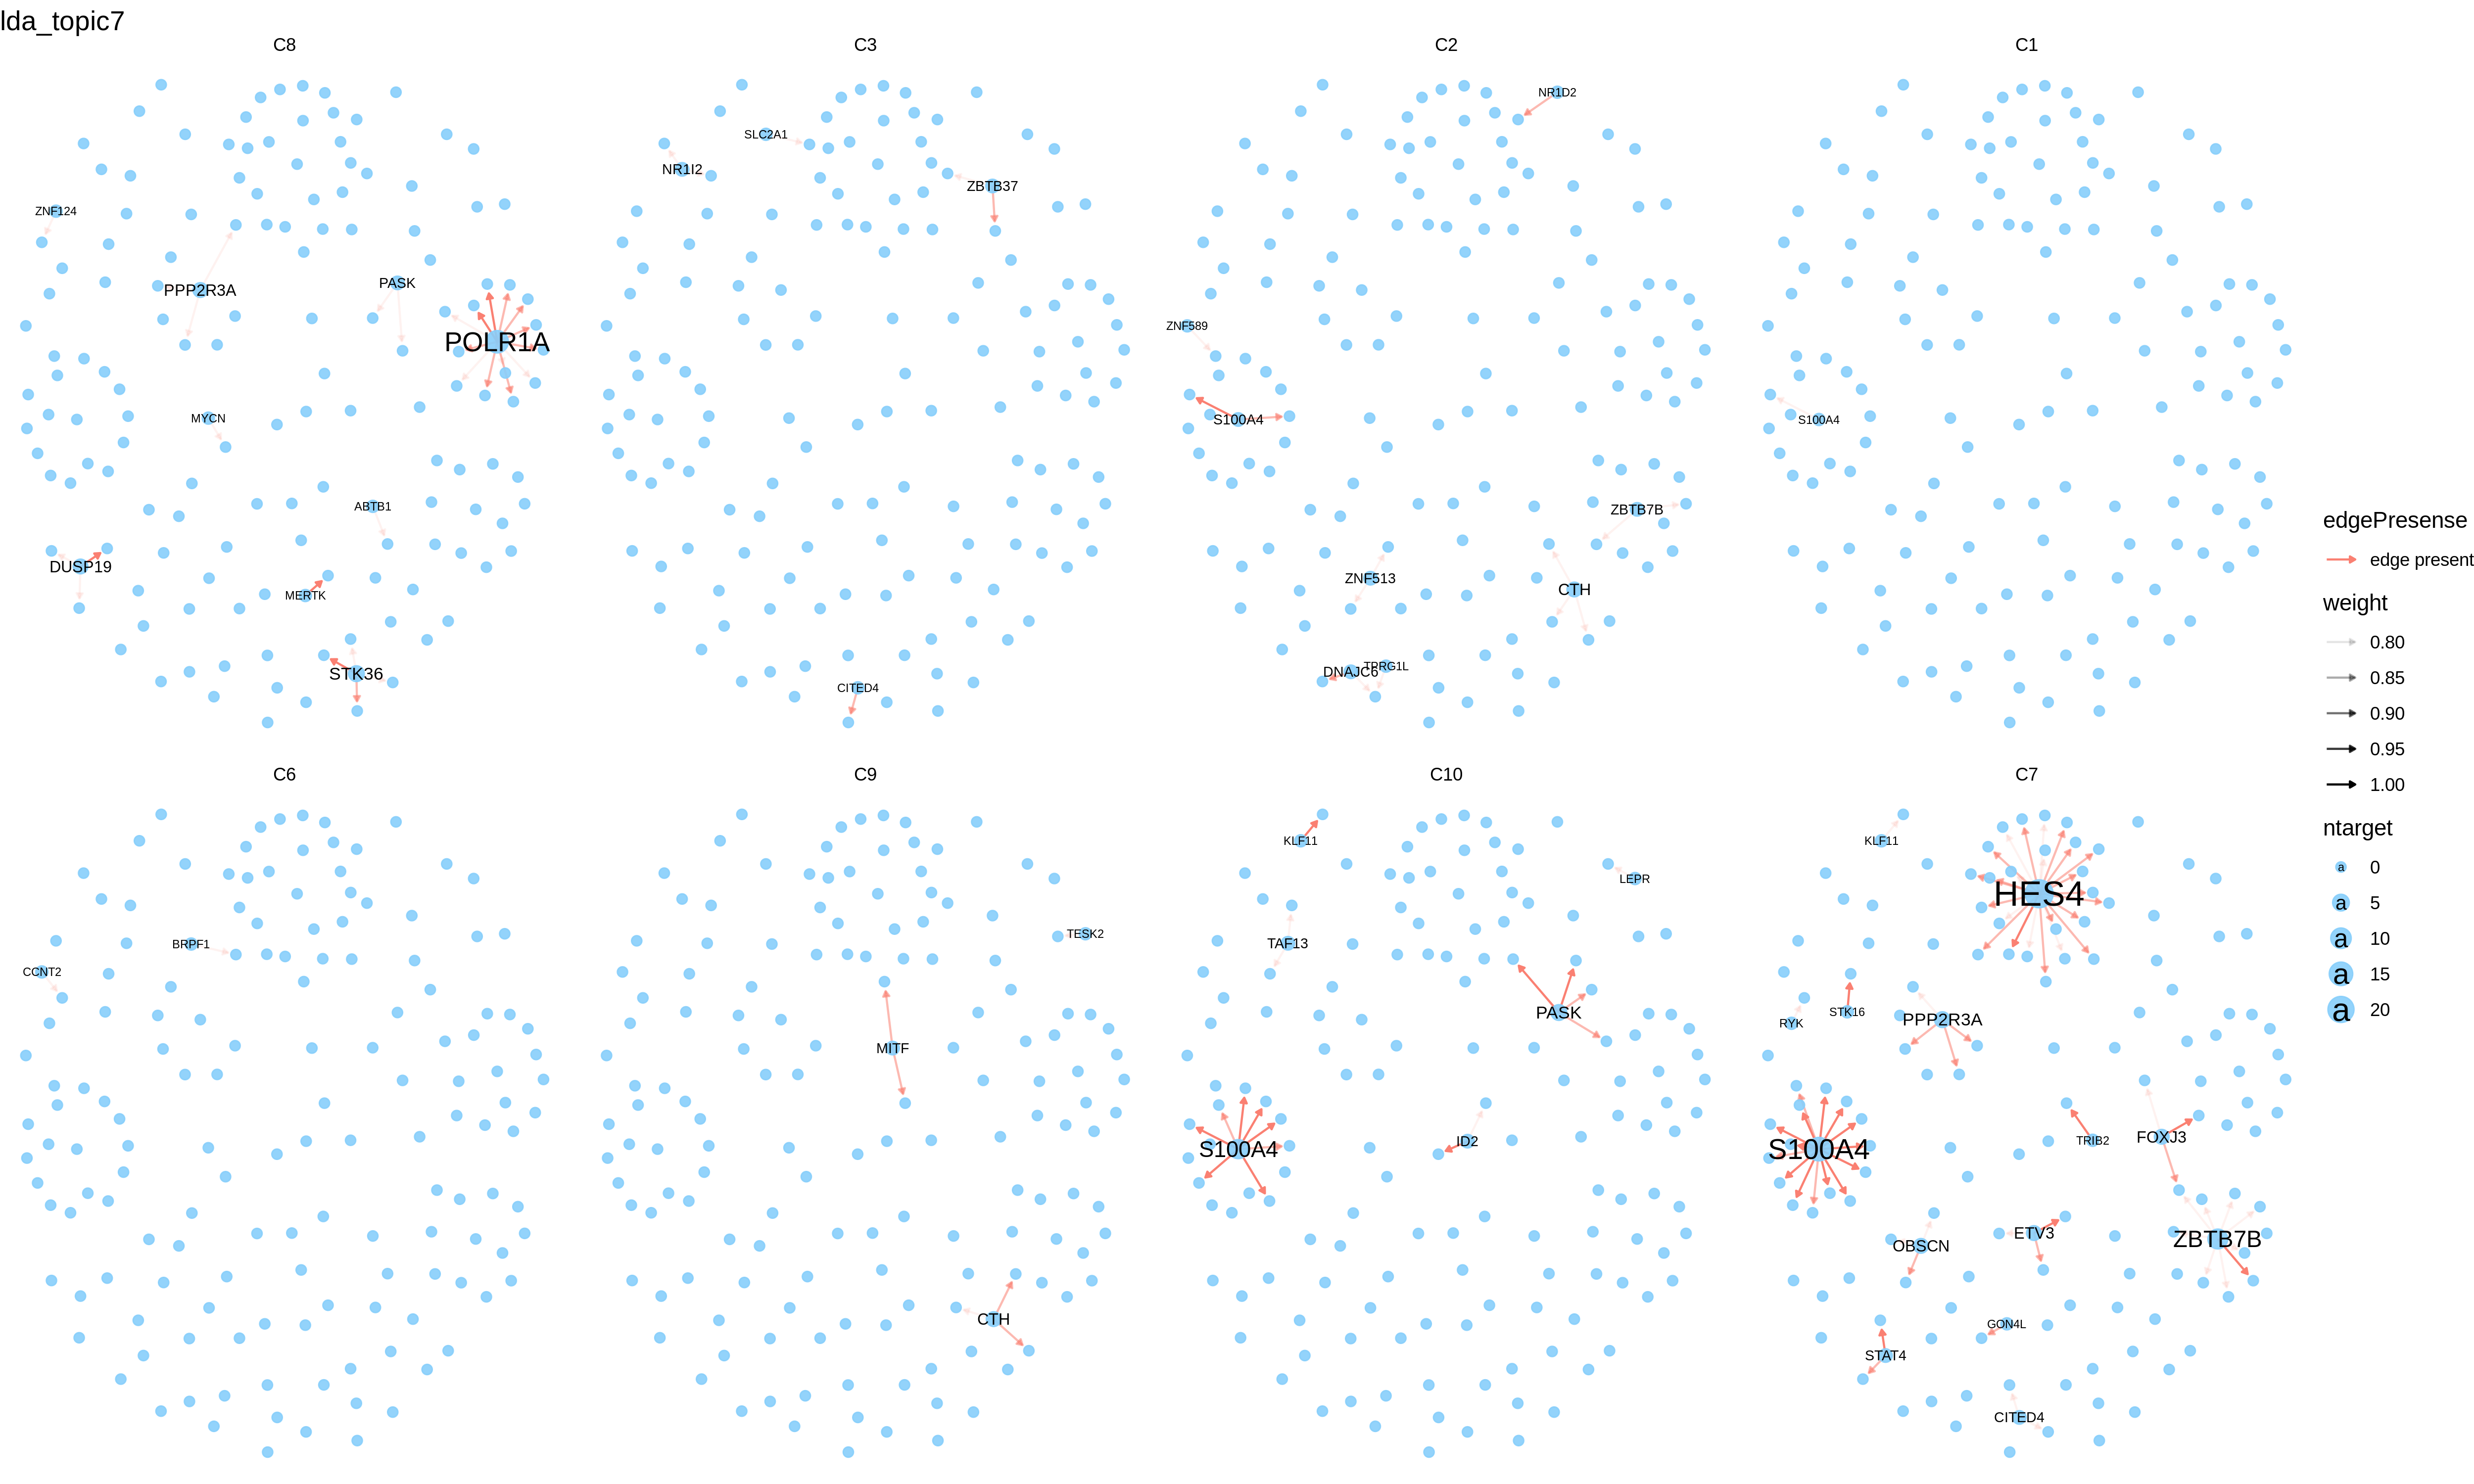 lda_topic7
C8
C3
C2
C1
ZNF124
PPP2R3A
PASK
POLR1A
MYCN
ABTB1
DUSP19
MERTK
STK36
SLC2A1
NR1I2
ZBTB37
CITED4
NR1D2
ZNF589
S100A4
ZBTB7B
ZNF513
CTH
DNAJC6
TPRG1L
S100A4
C6
C9
C10
C7
BRPF1
CCNT2
TESK2
MITF
CTH
KLF11
LEPR
TAF13
PASK
S100A4
ID2
KLF11
HES4
STK16
RYK
PPP2R3A
S100A4
TRIB2
FOXJ3
OBSCN
ETV3
ZBTB7B
GON4L
STAT4
CITED4
edgePresense
edge present
weight
0.80
0.85
0.90
0.95
1.00
ntarget
a 0
a 5
a 10
a 15
a 20